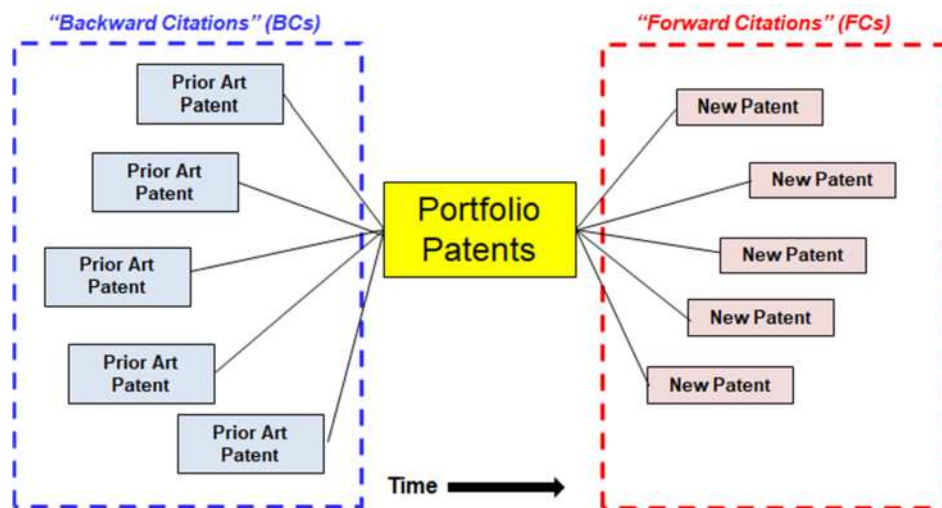 “Backward Citations” (BCs)
“Forward Citations” (FCs)
Prior Art
Patent
Prior Art
Patent
Prior Art
Patent
Prior Art
Patent
Prior Art
Patent
Portfolio
Patents
New Patent
New Patent
New Patent
New Patent
New Patent
Time